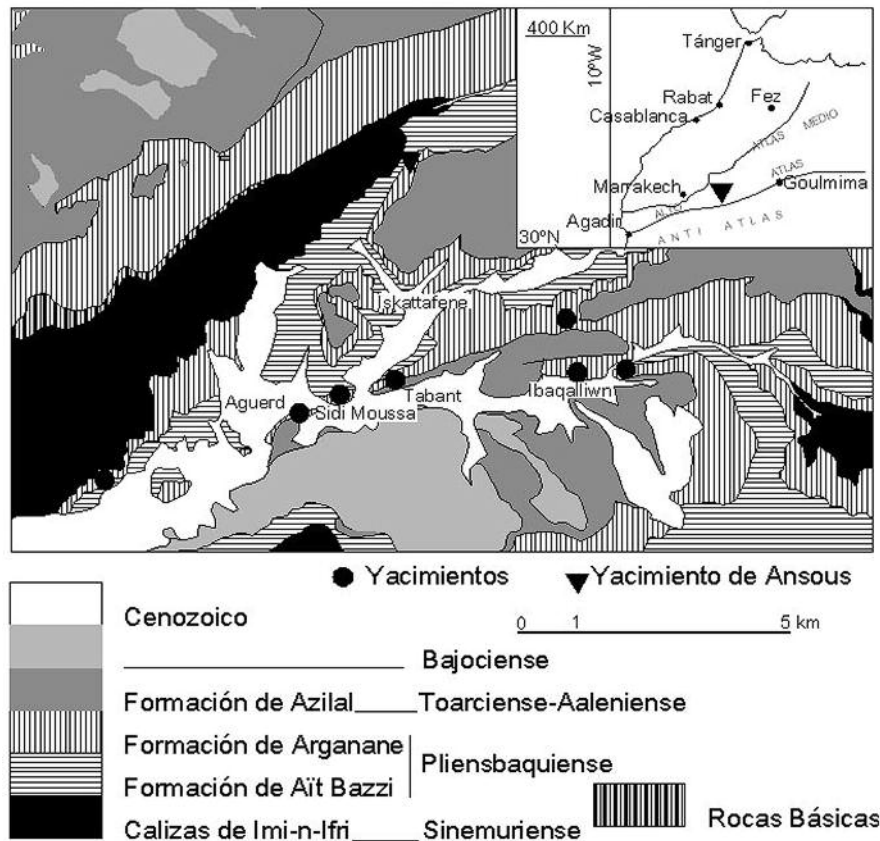 400 Km
10ºW
Tánger
Rabat
Fez
Casablanca
ATLAS MEDIO
ATLAS
Marrakech
Goulmima
ALTO
Agadir
30ºN
ANTI ATLAS
Iskattafene
Aguerd
Sidi Moussa
Tabant
Ibaqalliwn
Yacimientos
Yacimiento de Ansous
Cenozoico
0 1 5 km
Bajociense
Formación de Azilal Toarciense-Aaleniense
Formación de Arganane
Pliensbaquiense
Formación de Aït Bazzi
Calizas de Imi-n-Ifri Sinemuriense
Rocas Básicas